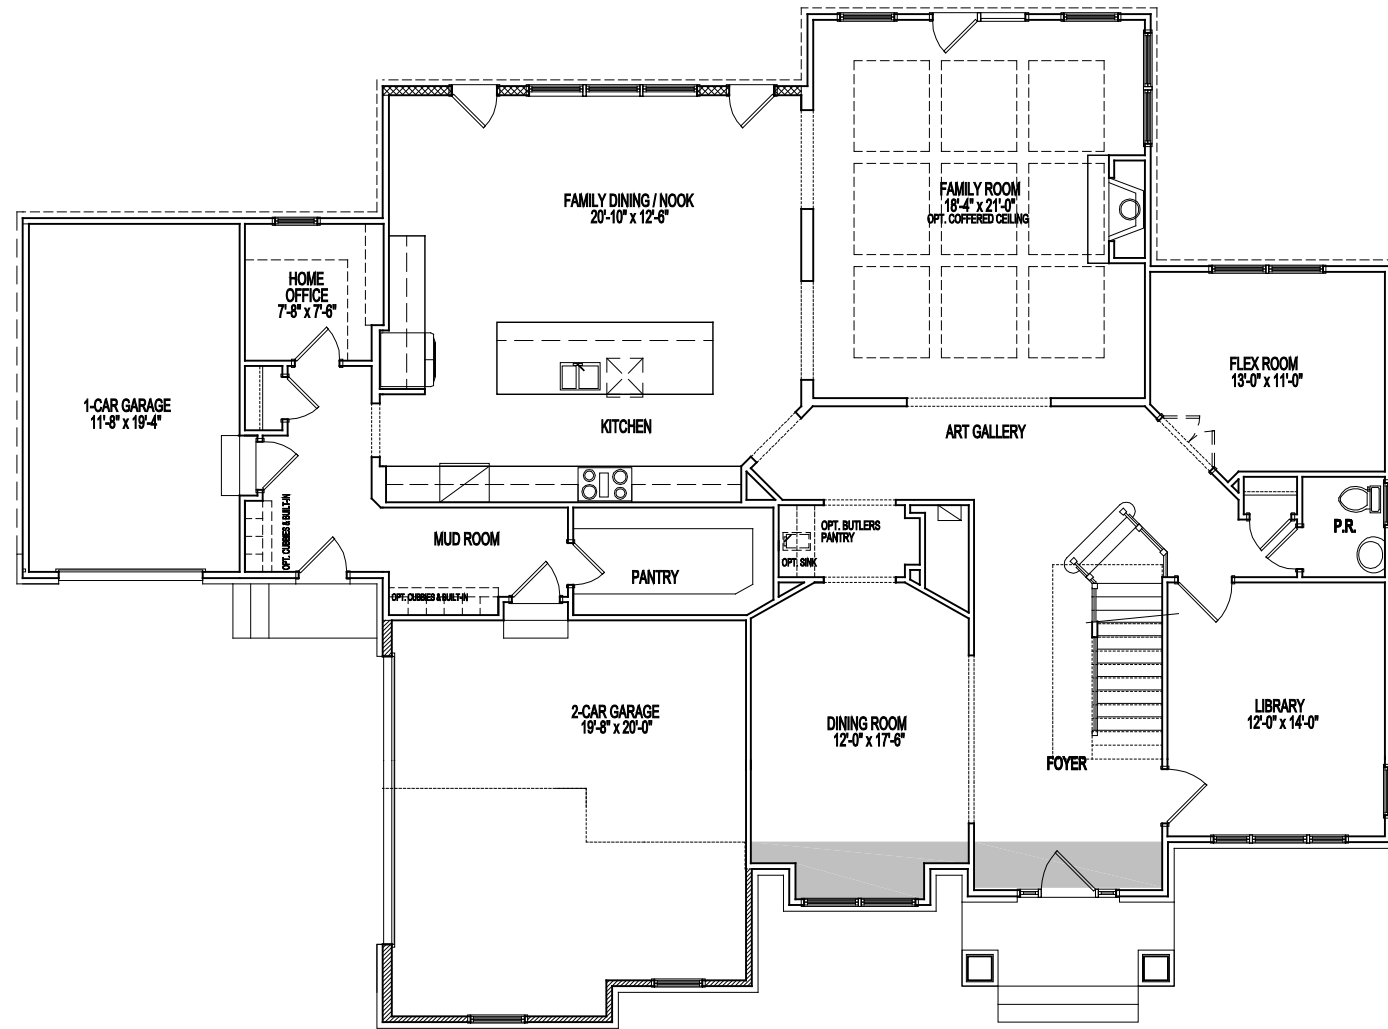 FAMILY DINING / NOOK
20'-10" x 12'-6"
FAMILY ROOM
18'-4" x 21'-0"
OPT. COFFERED CEILING
HOME
OFFICE
7'-8" x 7'-6"
FLEX ROOM
13'-0" x 11'-0"
1-CAR GARAGE
11'-8" x 19'-4"
KITCHEN
ART GALLERY
OPT. CUBBIES & BUILT-IN
MUD ROOM
OPT. BUTLERS
PANTRY
P.R.
OPT. SINK
PANTRY
OPT. CUBBIES & BUILT-IN
2-CAR GARAGE
19'-8" x 20'-0"
DINING ROOM
12'-0" x 17'-6"
LIBRARY
12'-0" x 14'-0"
FOYER